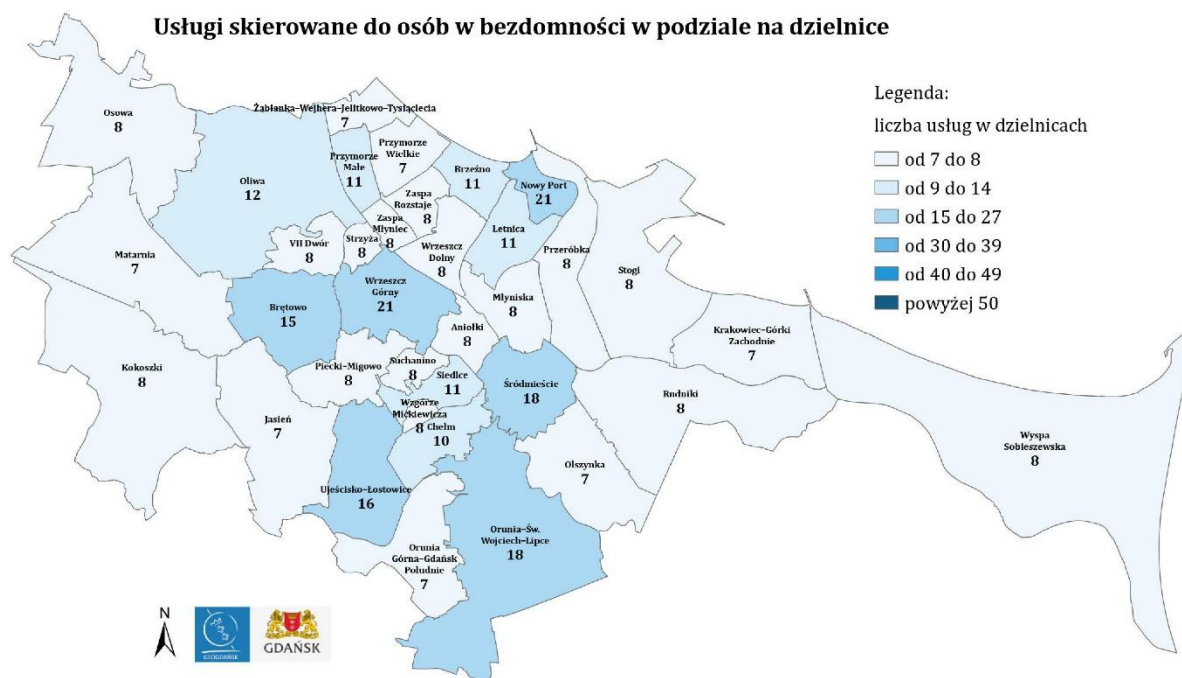 Usługi skierowane do osób w bezdomności w podziale na dzielnice
Legenda:
liczba usług w dzielnicach
od 7 do 8
od 9 do 14
od 15 do 27
od 30 do 39
od 40 do 49
powyżej 50
Osowa
8
Żabianka–Wejhera–Jelitkowo–Tysiąclecia
7
Przymorze
Wielkie
7
Przymorze
Małe
11
Oliwa
12
Brzeźno
11
Nowy Port
21
Zaspa
Rozstaje
8
Zaspa
Młyniec
8
Letnica
11
VII Dwór
8
Strzyża
8
Wrzeszcz
Dolny
8
Przeróbka
8
Stogi
8
Matarnia
7
Brętowo
15
Wrzeszcz
Górny
21
Młyniska
8
Aniołki
8
Krakowiec–Górki
Zachodnie
7
Kokoszki
8
Piecki–Migowo
8
Suchanino
8
Siedlce
11
Śródmieście
18
Rudniki
8
Wzgórze
Mickiewicza
8
Chełm
10
Jasień
7
Wyspa
Sobieszewska
8
Olszynka
7
Ujeścisko–Łostowice
16
Orunia–Św.
Wojciech–Lipce
18
Orunia
Górna–Gdańsk
Południe
7
N
GEOGDAŃSK
GDAŃSK